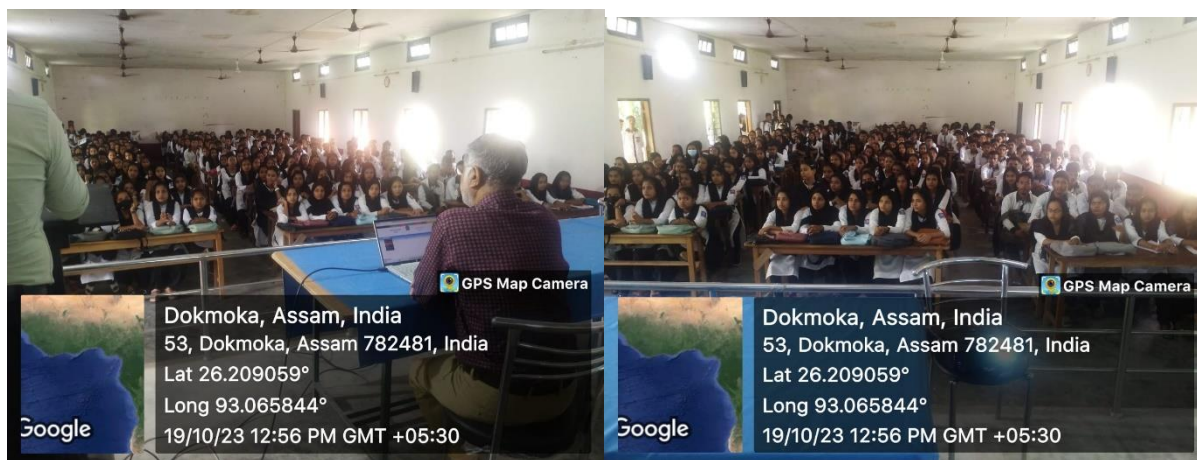 GPS Map Camera
Dokmoka, Assam, India
53, Dokmoka, Assam 782481, India
Lat 26.209059°
Long 93.065844°
19/10/23 12:56 PM GMT +05:30
Google
GPS Map Camera
Dokmoka, Assam, India
53, Dokmoka, Assam 782481, India
Lat 26.209059°
Long 93.065844°
19/10/23 12:56 PM GMT +05:30
Google